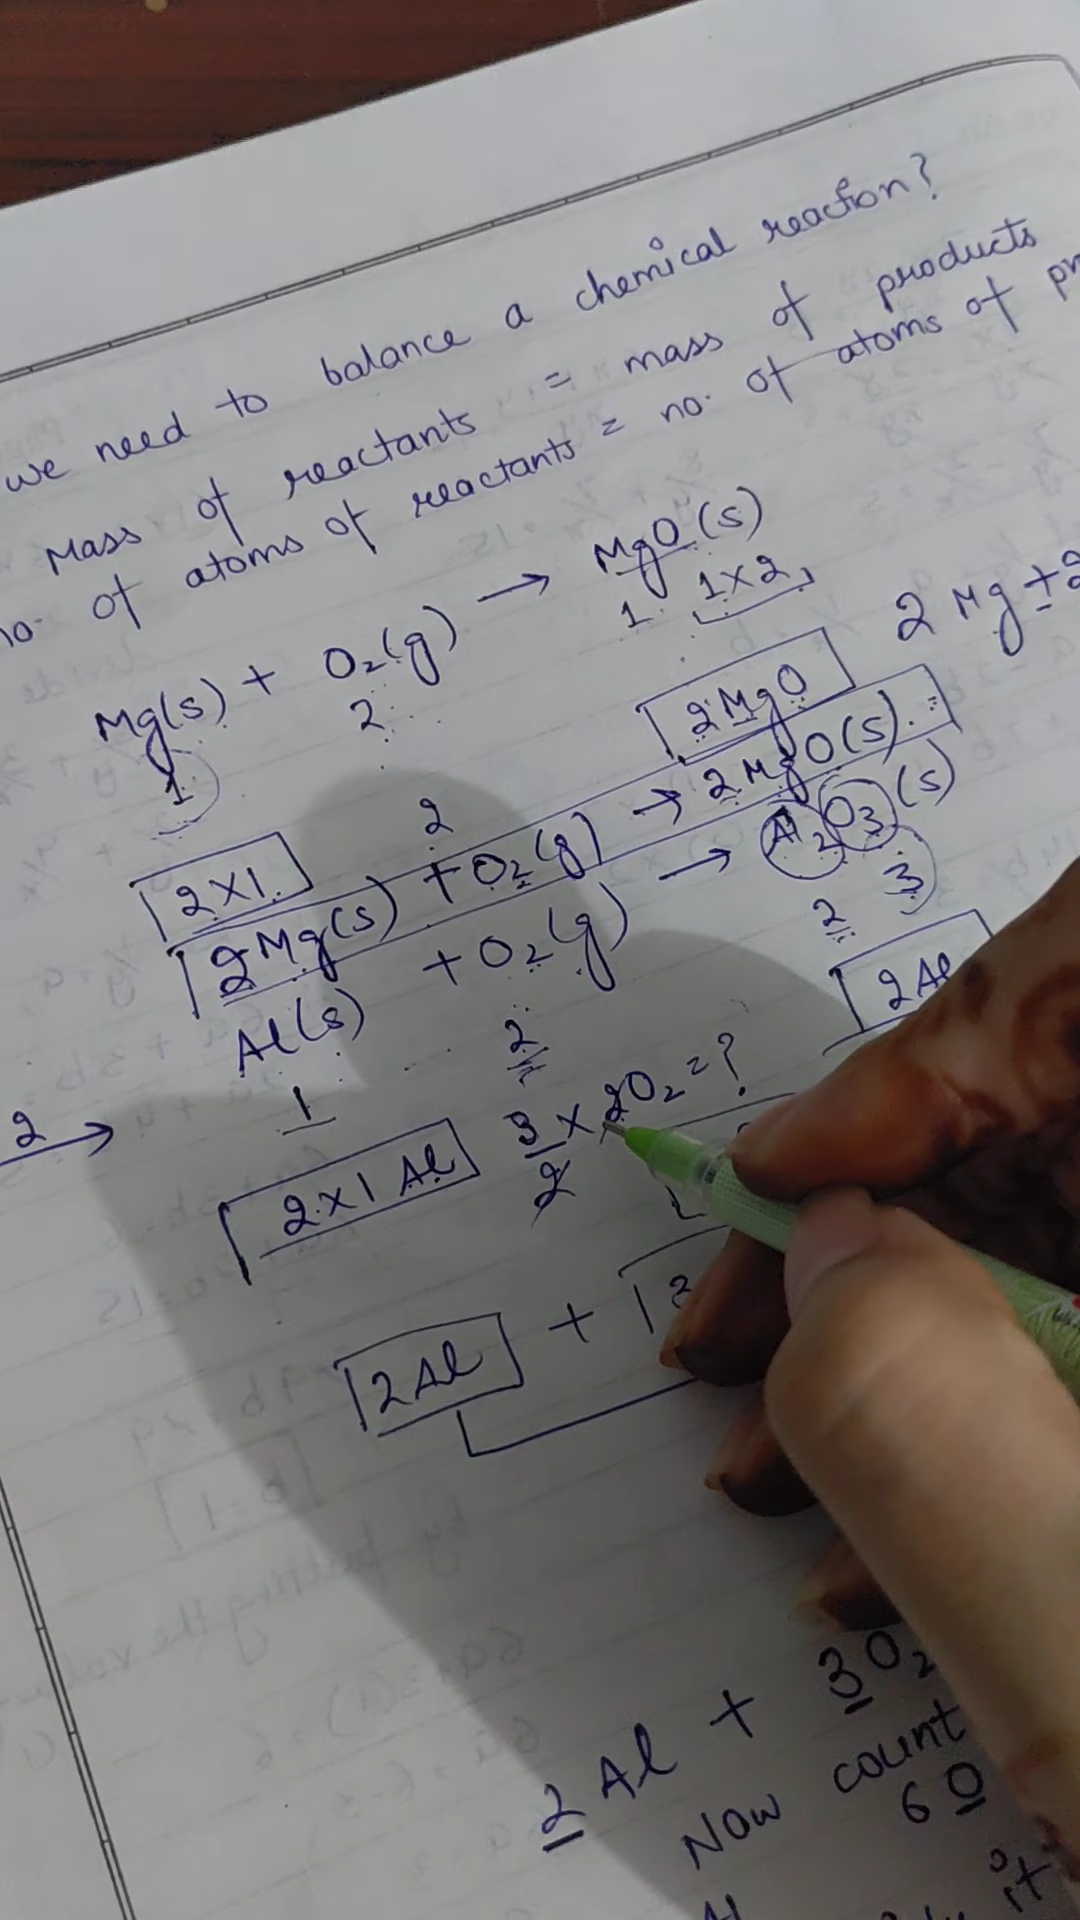 we need to balance a chemical reaction?
Mass of reactants = mass of products
no. of atoms of reactants = no. of atoms of
Mg(s) + O₂(g) → MgO(s)
1 2 1 1×2
2MgO 2 Mg + 2
2×1 2
2Mg(s) + O₂(g) → 2MgO(s).
Al(s) + O₂(g) → Al₂O₃(s)
1 2 2 3
2Al
2 →
2×1 Al 3/2 × 2O₂ = ?
2Al +
2 Al + 3O₂
Now count
6 O
it